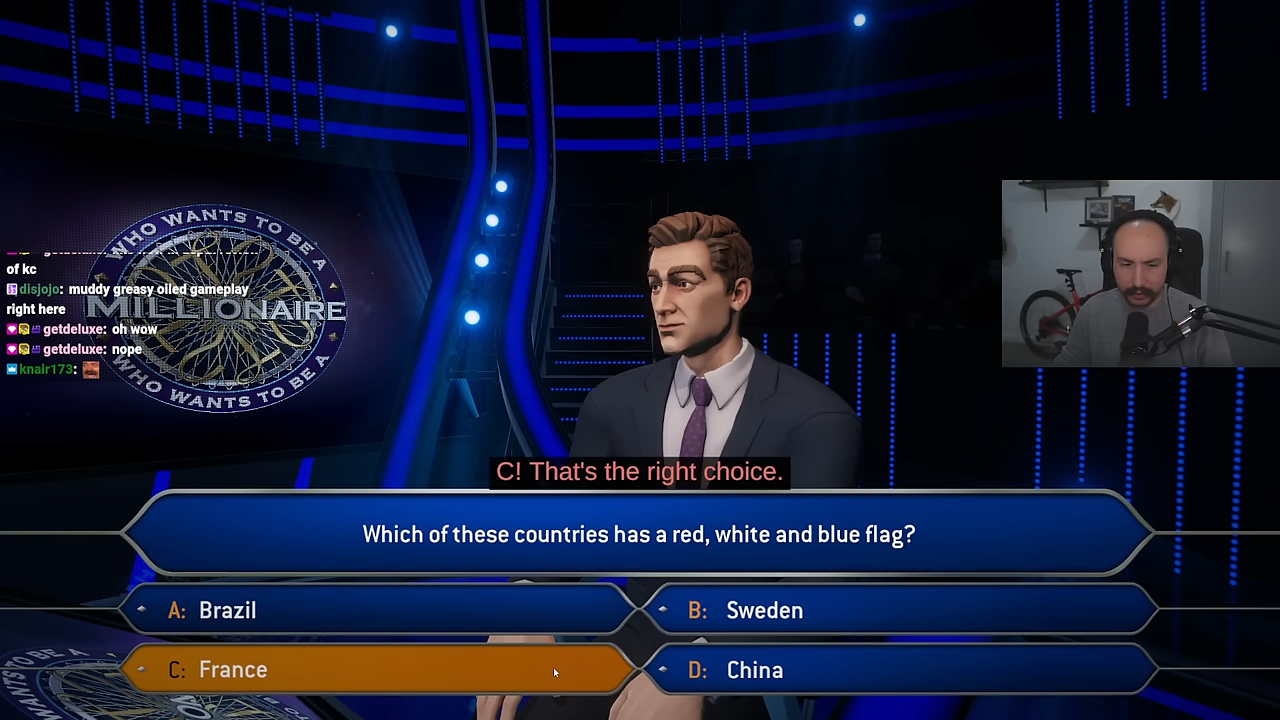 WHO WANTS TO BE A
MILLIONAIRE
WHO WANTS TO BE A
of kc
disjojo: muddy greasy oiled gameplay
right here
getdeluxe: oh wow
getdeluxe: nope
knair173:
C! That's the right choice.
Which of these countries has a red, white and blue flag?
A: Brazil
B: Sweden
C: France
D: China